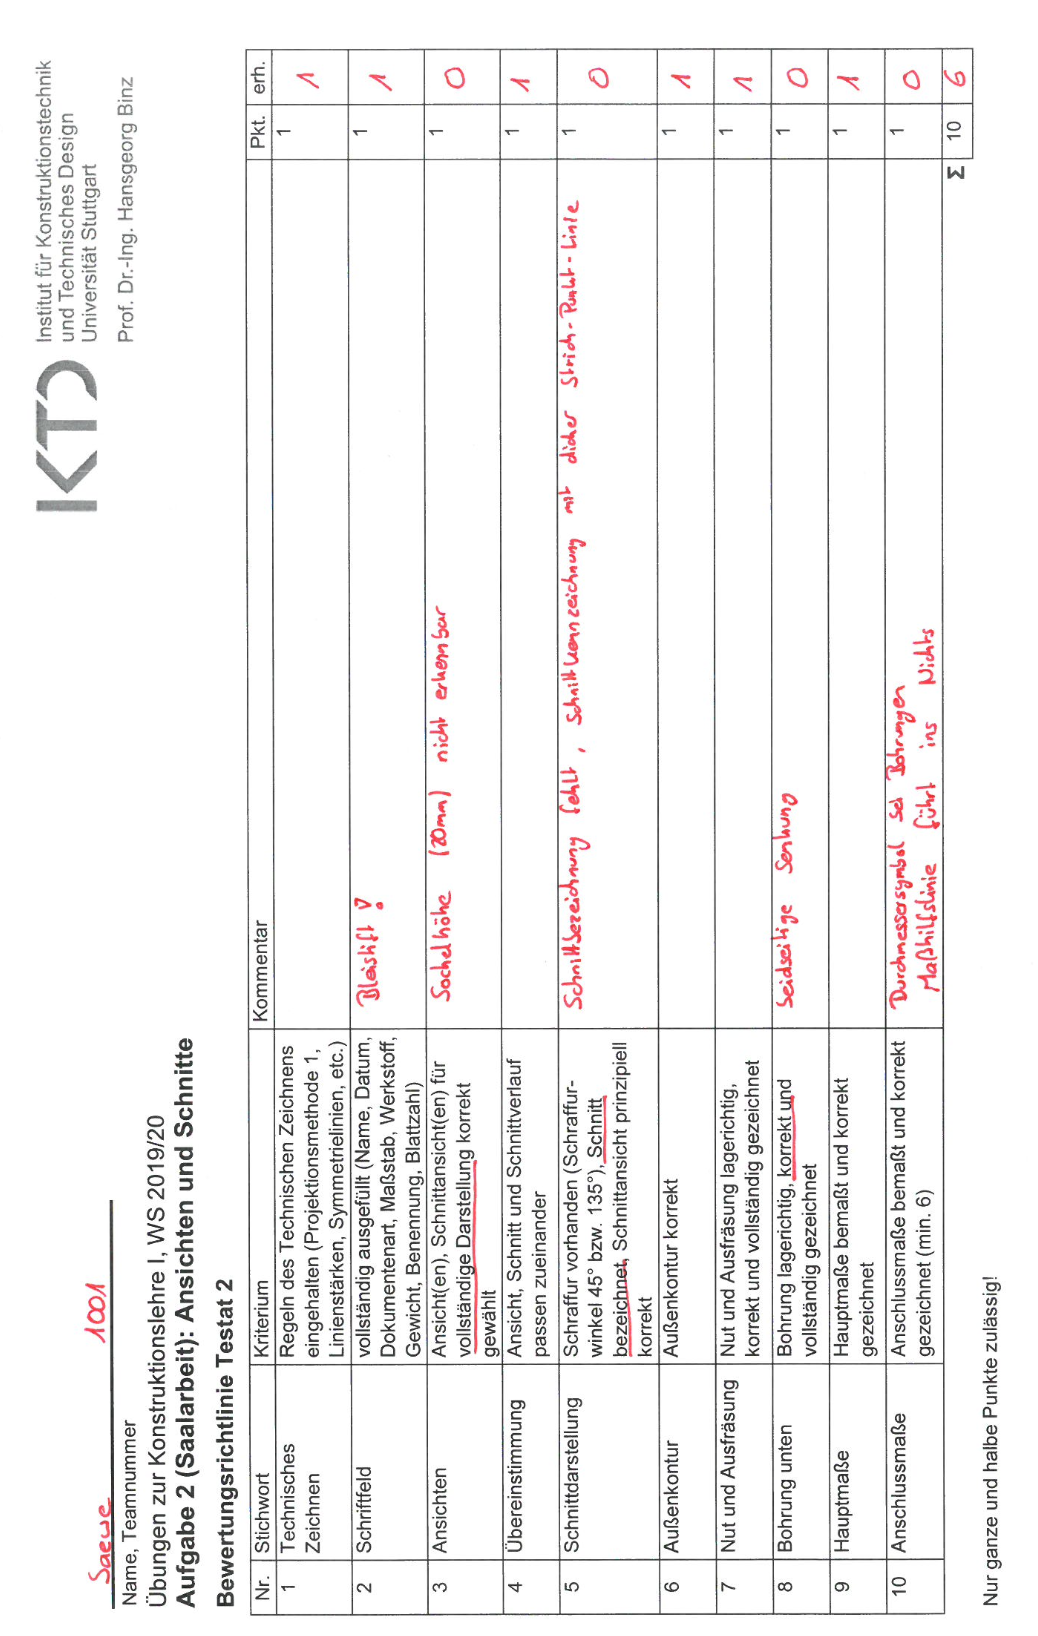 KTD
Institut für Konstruktionstechnik
und Technisches Design
Universität Stuttgart
Prof. Dr.-Ing. Hansgeorg Binz
Saewe 1001
Name, Teamnummer
Übungen zur Konstruktionslehre I, WS 2019/20
Aufgabe 2 (Saalarbeit): Ansichten und Schnitte
Bewertungsrichtlinie Testat 2
Nr. Stichwort Kriterium Kommentar Pkt. erh.
1 Technisches Zeichnen Regeln des Technischen Zeichnens 1 1
eingehalten (Projektionsmethode 1,
Linienstärken, Symmetrielinien, etc.)
2 Schriftfeld vollständig ausgefüllt (Name, Datum, Bleistift! 1 1
Dokumentenart, Maßstab, Werkstoff,
Gewicht, Benennung, Blattzahl)
3 Ansichten Ansicht(en), Schnittansicht(en) für Sockelhöhe (20mm) nicht erkennbar 1 0
vollständige Darstellung korrekt
gewählt
4 Übereinstimmung Ansicht, Schnitt und Schnittverlauf 1 1
passen zueinander
5 Schnittdarstellung Schraffur vorhanden (Schraffur- Schnittbezeichnung fehlt, Schnittkennzeichnung mit dicker Strich-Punkt-Linie 1 0
winkel 45° bzw. 135°), Schnitt
bezeichnet, Schnittansicht prinzipiell
korrekt
6 Außenkontur Außenkontur korrekt 1 1
7 Nut und Ausfräsung Nut und Ausfräsung lagerichtig, 1 1
korrekt und vollständig gezeichnet
8 Bohrung unten Bohrung lagerichtig, korrekt und beidseitige Senkung 1 0
vollständig gezeichnet
9 Hauptmaße Hauptmaße bemaßt und korrekt 1 1
gezeichnet
10 Anschlussmaße Anschlussmaße bemaßt und korrekt Durchmessersymbol bei Bohrungen 1 0
gezeichnet (min. 6) Maßhilfslinie führt ins Nichts
Σ 10 6
Nur ganze und halbe Punkte zulässig!